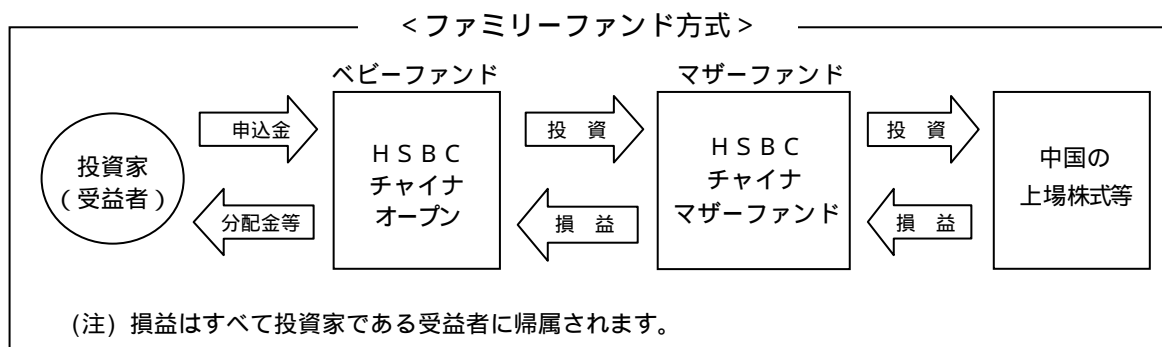 <ファミリーファンド方式>
ベビーファンド
マザーファンド
投資家
(受益者)
申込金
分配金等
HSBC
チャイナ
オープン
投 資
損 益
HSBC
チャイナ
マザーファンド
投 資
損 益
中国の
上場株式等
(注) 損益はすべて投資家である受益者に帰属されます。